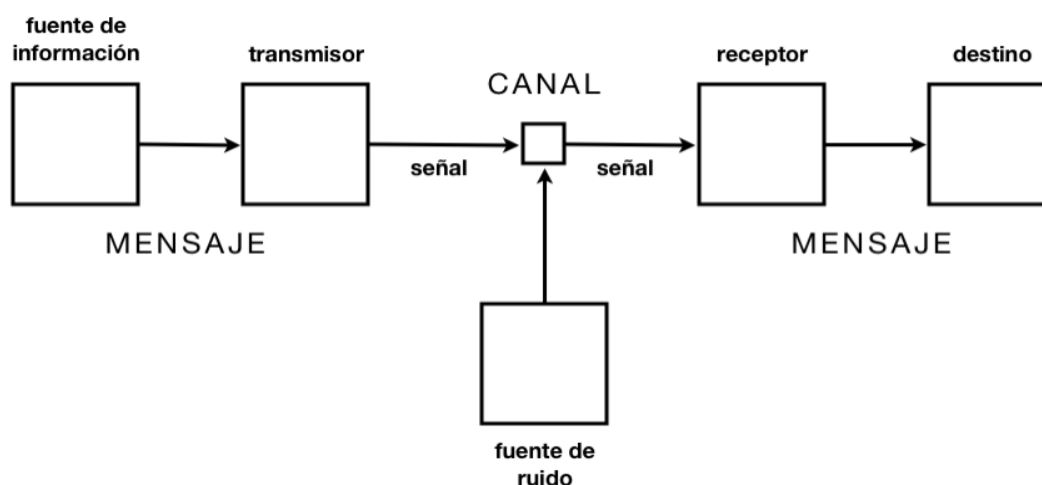 fuente de
información
transmisor
CANAL
receptor
destino
señal
señal
MENSAJE
MENSAJE
fuente de
ruido